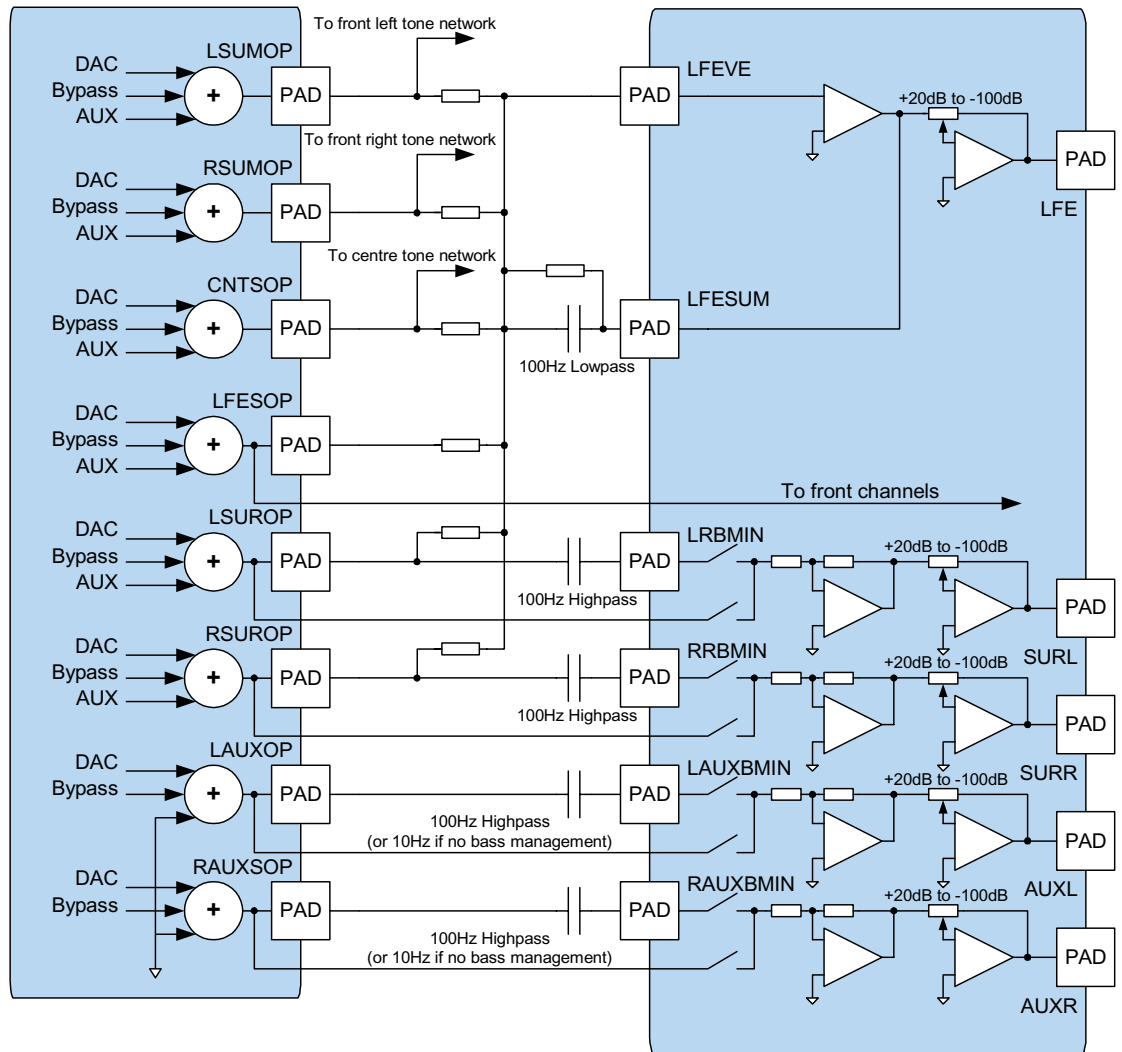 To front left tone network
LSUMOP
DAC
Bypass
AUX
+
PAD
PAD
LFEVE
+20dB to -100dB
PAD
LFE
To front right tone network
RSUMOP
DAC
Bypass
AUX
+
PAD
To centre tone network
CNTSOP
DAC
Bypass
AUX
+
PAD
100Hz Lowpass
PAD
LFESUM
LFESOP
DAC
Bypass
AUX
+
PAD
To front channels
LSUROP
DAC
Bypass
AUX
+
PAD
100Hz Highpass
PAD
LRBMIN
+20dB to -100dB
PAD
SURL
RSUROP
DAC
Bypass
AUX
+
PAD
100Hz Highpass
PAD
RRBMIN
+20dB to -100dB
PAD
SURR
LAUXOP
DAC
Bypass
+
PAD
100Hz Highpass
(or 10Hz if no bass management)
PAD
LAUXBMIN
+20dB to -100dB
PAD
AUXL
RAUXSOP
DAC
Bypass
+
PAD
100Hz Highpass
(or 10Hz if no bass management)
PAD
RAUXBMIN
+20dB to -100dB
PAD
AUXR